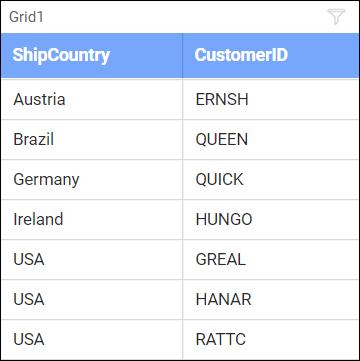 Grid1
ShipCountry CustomerID
Austria ERNSH
Brazil QUEEN
Germany QUICK
Ireland HUNGO
USA GREAL
USA HANAR
USA RATTC